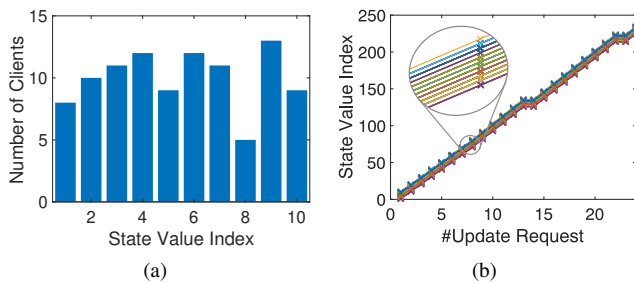 15
10
5
0
Number of Clients
2 4 6 8 10
State Value Index
(a)
250
200
150
100
50
0
State Value Index
0 5 10 15 20
#Update Request
(b)